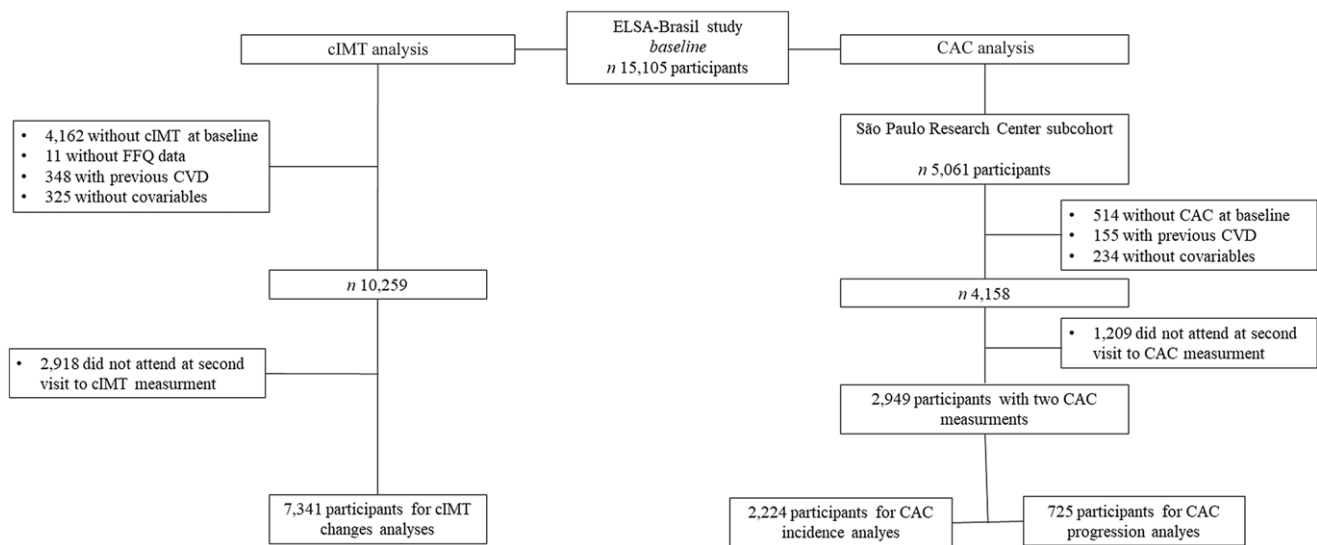 ELSA-Brasil study
baseline
n 15,105 participants
cIMT analysis
CAC analysis
• 4,162 without cIMT at baseline
• 11 without FFQ data
• 348 with previous CVD
• 325 without covariables
São Paulo Research Center subcohort
n 5,061 participants
• 514 without CAC at baseline
• 155 with previous CVD
• 234 without covariables
n 10,259
n 4,158
• 2,918 did not attend at second
visit to cIMT measurment
• 1,209 did not attend at second
visit to CAC measurment
2,949 participants with two CAC
measurments
7,341 participants for cIMT
changes analyses
2,224 participants for CAC
incidence analyes
725 participants for CAC
progression analyes